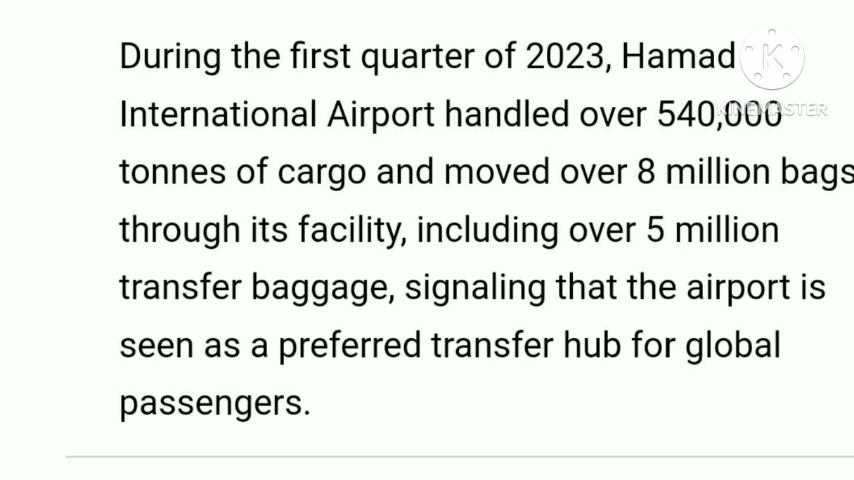 During the first quarter of 2023, Hamad
International Airport handled over 540,000
tonnes of cargo and moved over 8 million bags
through its facility, including over 5 million
transfer baggage, signaling that the airport is
seen as a preferred transfer hub for global
passengers.
K
KINEMASTER